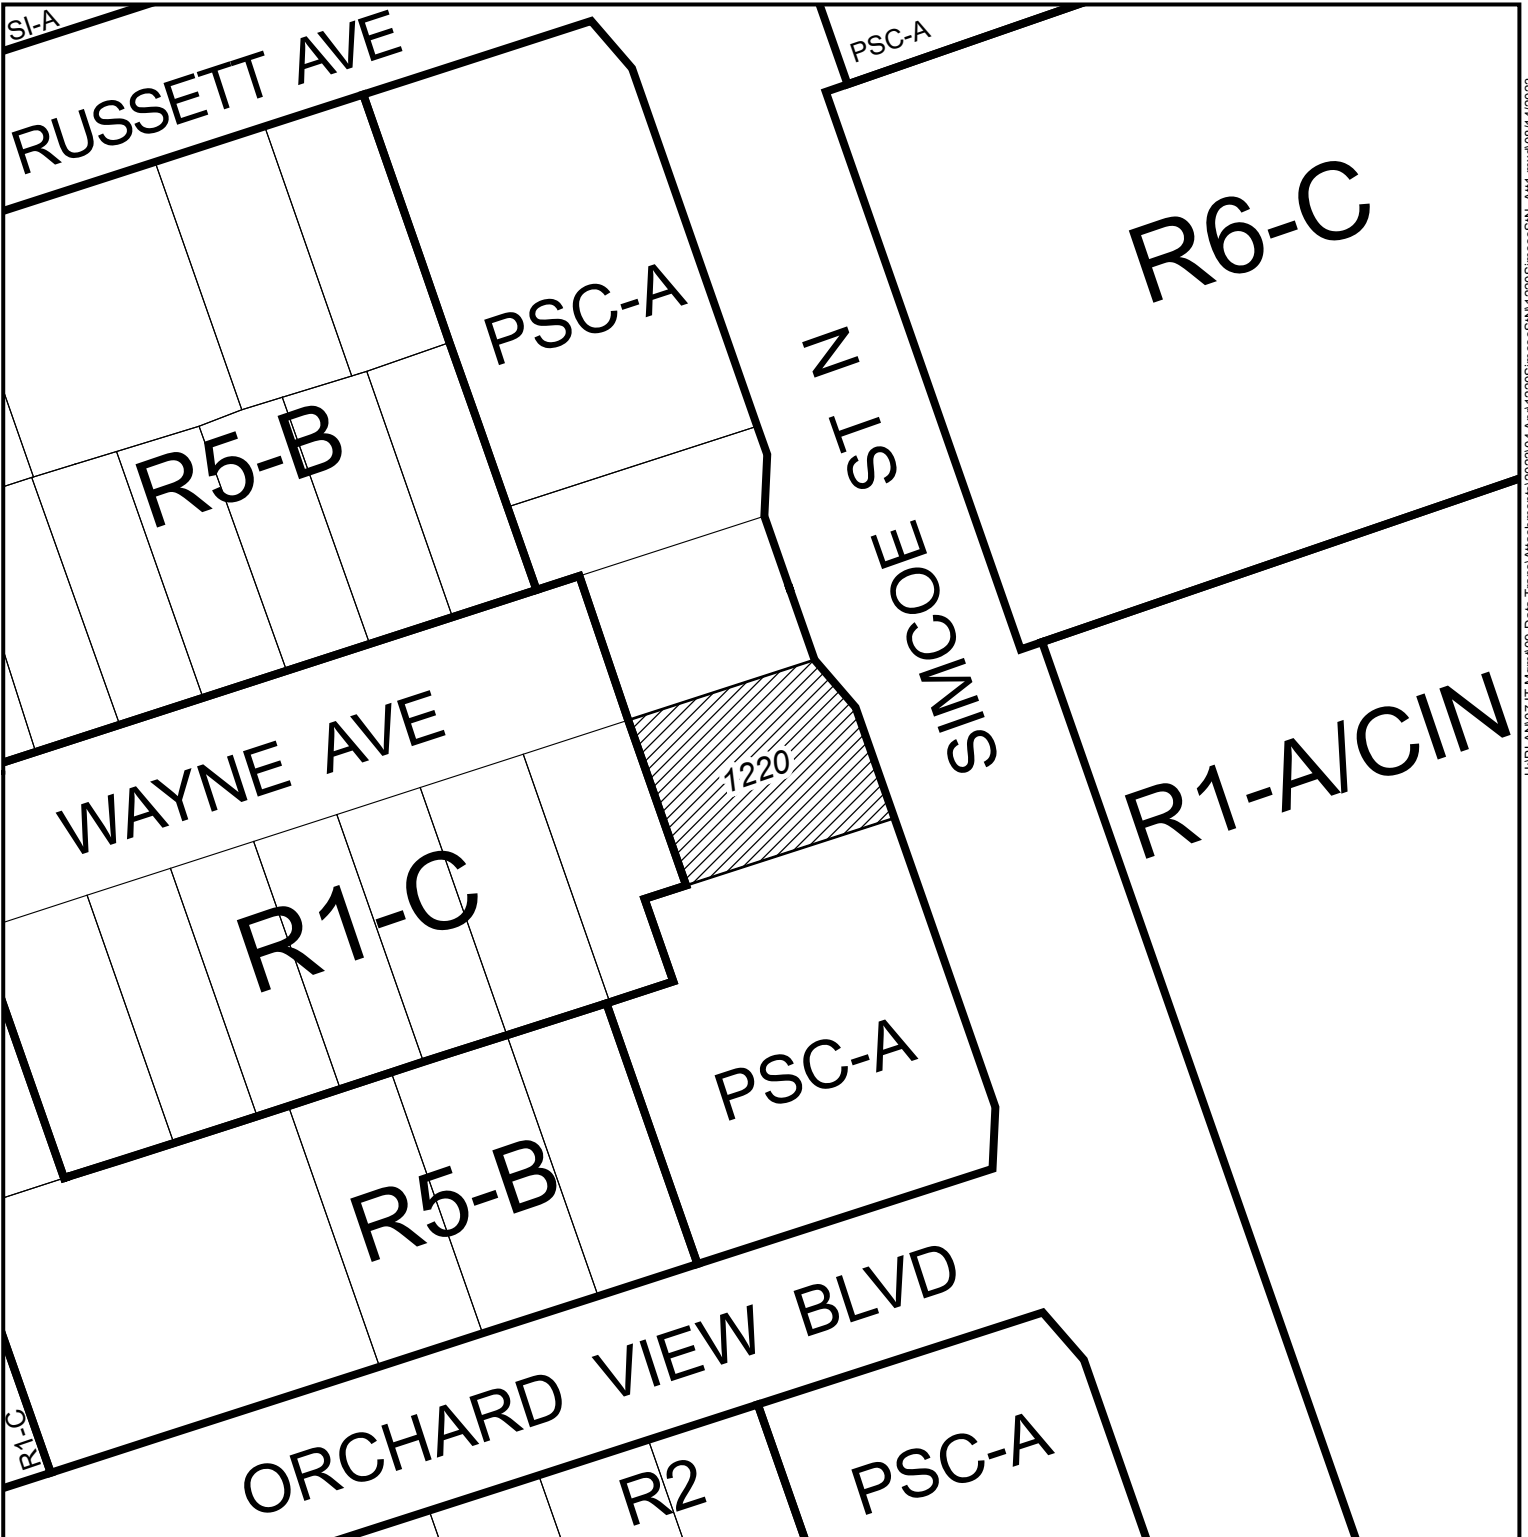 SI-A
RUSSETT AVE
PSC-A
R6-C
PSC-A
SIMCOE ST N
R5-B
WAYNE AVE
1220
R1-A/CIN
R1-C
PSC-A
R5-B
ORCHARD VIEW BLVD
R1-C
R2
PSC-A